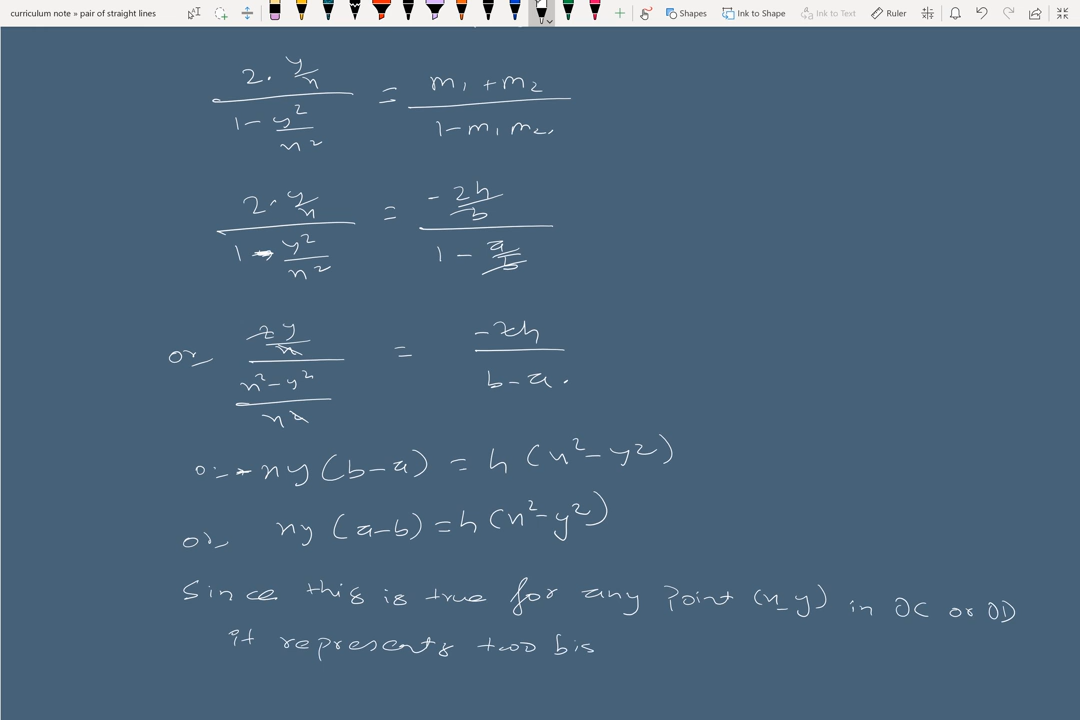 curriculum note » pair of straight lines
Shapes Ink to Shape Ink to Text Ruler
2. y/x / 1 - y²/x² = m₁ + m₂ / 1 - m₁ m₂.
2. y/x / 1 - y²/x² = -2h/b / 1 - a/b
or 2y/x / x² - y²/x² = -2h / b - a.
or - xy (b - a) = h (x² - y²)
or xy (a - b) = h (x² - y²)
Since this is true for any point (x, y) in OC or OD
it represents two bis